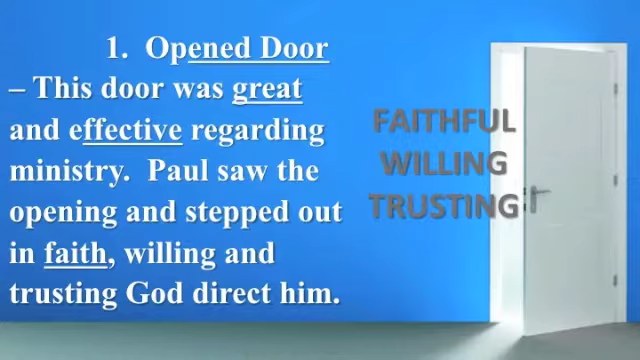 1. Opened Door
– This door was great
and effective regarding
ministry. Paul saw the
opening and stepped out
in faith, willing and
trusting God direct him.
FAITHFUL
WILLING
TRUSTING